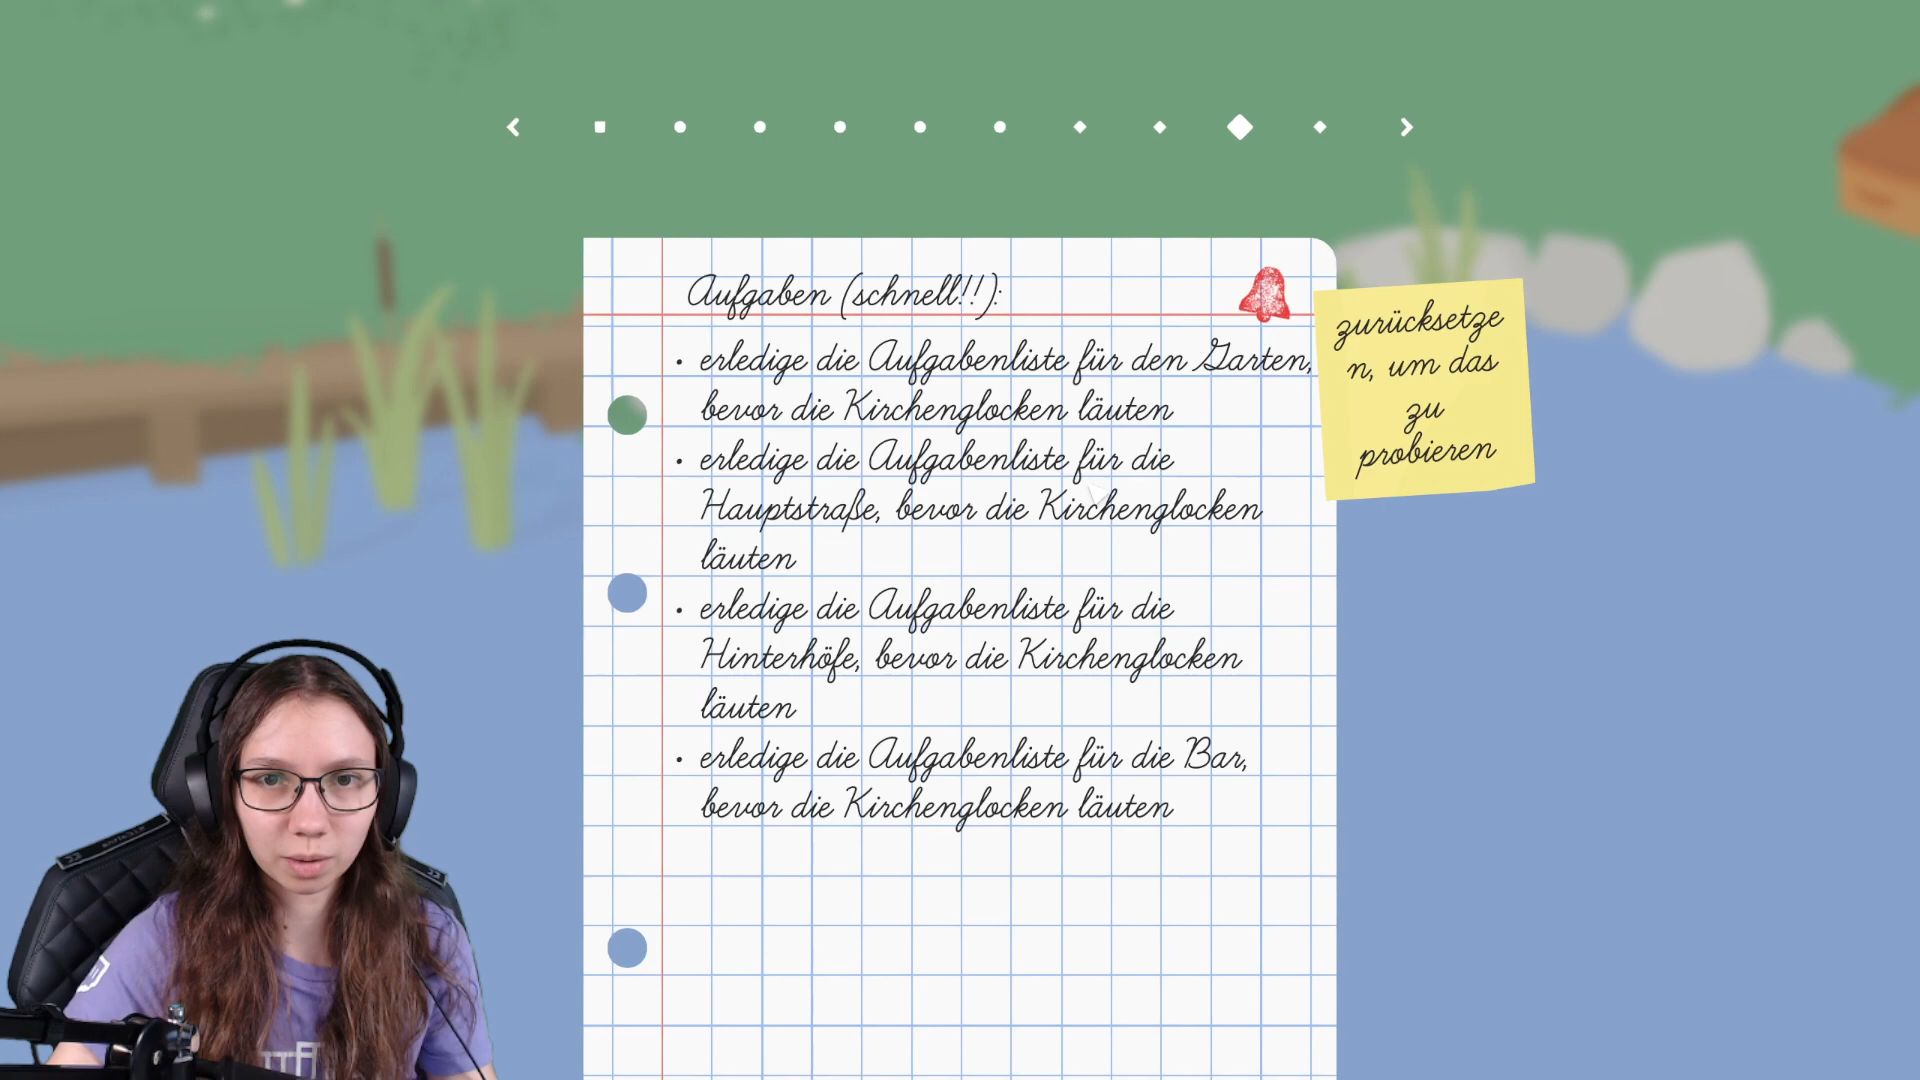 Aufgaben (schnell!!):
• erledige die Aufgabenliste für den Garten,
bevor die Kirchenglocken läuten
• erledige die Aufgabenliste für die
Hauptstraße, bevor die Kirchenglocken
läuten
• erledige die Aufgabenliste für die
Hinterhöfe, bevor die Kirchenglocken
läuten
• erledige die Aufgabenliste für die Bar,
bevor die Kirchenglocken läuten
zurücksetze
n, um das
zu
probieren